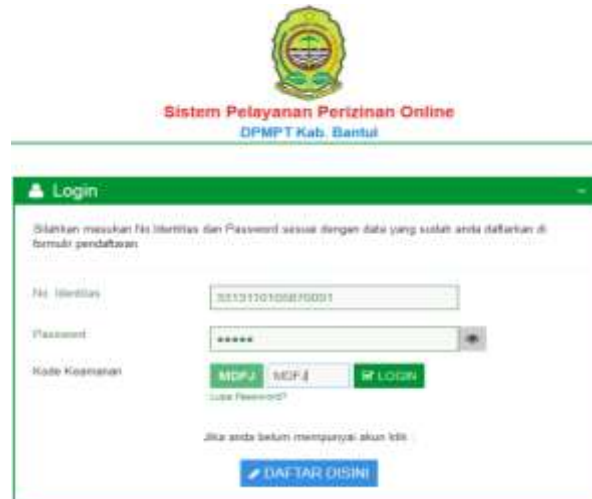 Sistem Pelayanan Perizinan Online
DPMPT Kab. Bantul
Login
Silahkan masukan No Identitas dan Password sesuai dengan data yang sudah anda daftarkan di
formulir pendaftaran
No. Identitas
Password
*****
Kode Keamanan
MDFJ MDFJ LOGIN
Lupa Password?
Jika anda belum mempunyai akun klik :
DAFTAR DISINI